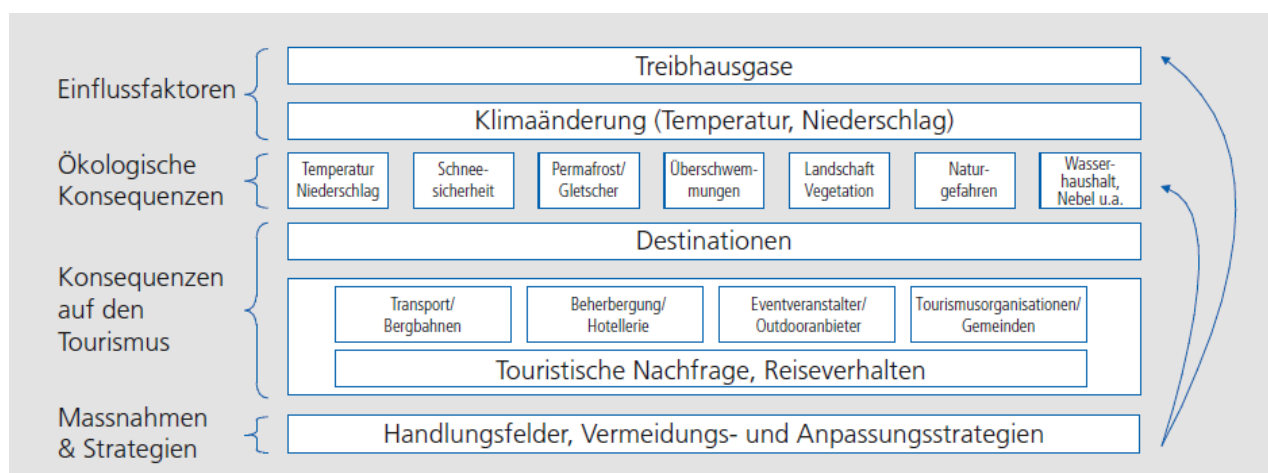 Einflussfaktoren
Treibhausgase
Klimaänderung (Temperatur, Niederschlag)
Ökologische
Konsequenzen
Temperatur
Niederschlag
Schnee-
sicherheit
Permafrost/
Gletscher
Überschwem-
mungen
Landschaft
Vegetation
Natur-
gefahren
Wasser-
haushalt,
Nebel u.a.
Konsequenzen
auf den
Tourismus
Destinationen
Transport/
Bergbahnen
Beherbergung/
Hotellerie
Eventveranstalter/
Outdooranbieter
Tourismusorganisationen/
Gemeinden
Touristische Nachfrage, Reiseverhalten
Massnahmen
& Strategien
Handlungsfelder, Vermeidungs- und Anpassungsstrategien